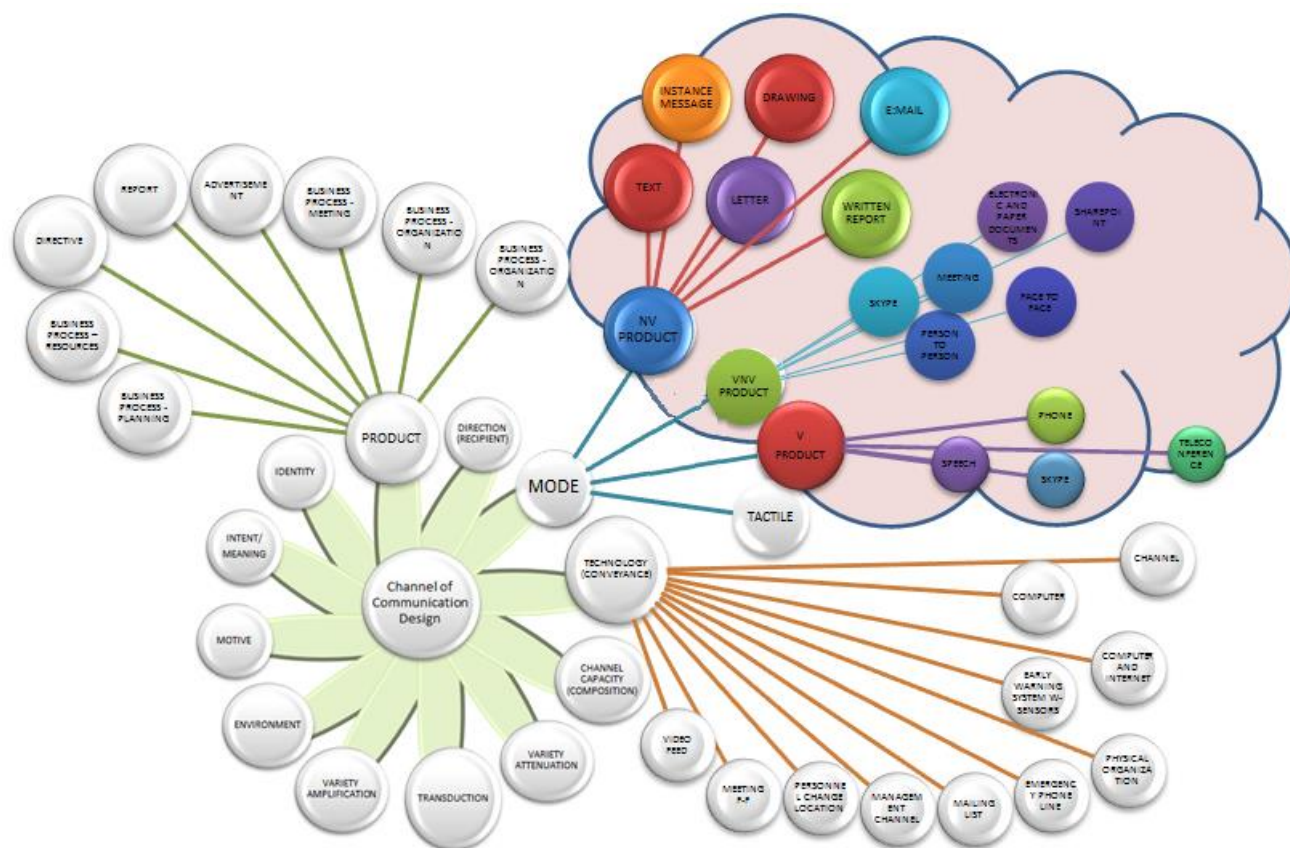 INSTANCE
MESSAGE
DRAWING
E:MAIL
TEXT
LETTER
WRITTEN
REPORT
ELECTRONI
C AND
PAPER
DOCUMEN
TS
SHAREPOI
NT
REPORT
ADVERTISEME
NT
BUSINESS
PROCESS -
MEETING
BUSINESS
PROCESS -
ORGANIZATIO
N
DIRECTIVE
BUSINESS
PROCESS -
ORGANIZATIO
N
BUSINESS
PROCESS –
RESOURCES
BUSINESS
PROCESS -
PLANNING
NV
PRODUCT
SKYPE
MEETING
FACE TO
FACE
PERSON
TO
PERSON
VNV
PRODUCT
V
PRODUCT
PHONE
SPEECH
SKYPE
TELECO
NFEREN
CE
PRODUCT
DIRECTION
(RECIPIENT)
MODE
TACTILE
IDENTITY
INTENT/
MEANING
MOTIVE
ENVIRONMENT
VARIETY
AMPLIFICATION
TRANSDUCTION
VARIETY
ATTENUATION
CHANNEL
CAPACITY
(COMPOSITION)
Channel of
Communication
Design
TECHNOLOGY
(CONVEYANCE)
CHANNEL
COMPUTER
COMPUTER
AND
INTERNET
EARLY
WARNING
SYSTEM W-
SENSORS
PHYSICAL
ORGANIZA
TION
EMERGENC
Y PHONE
LINE
MAILING
LIST
MANAGEM
ENT
CHANNEL
PERSONNE
L CHANGE
LOCATION
MEETING
F-F
VIDEO
FEED